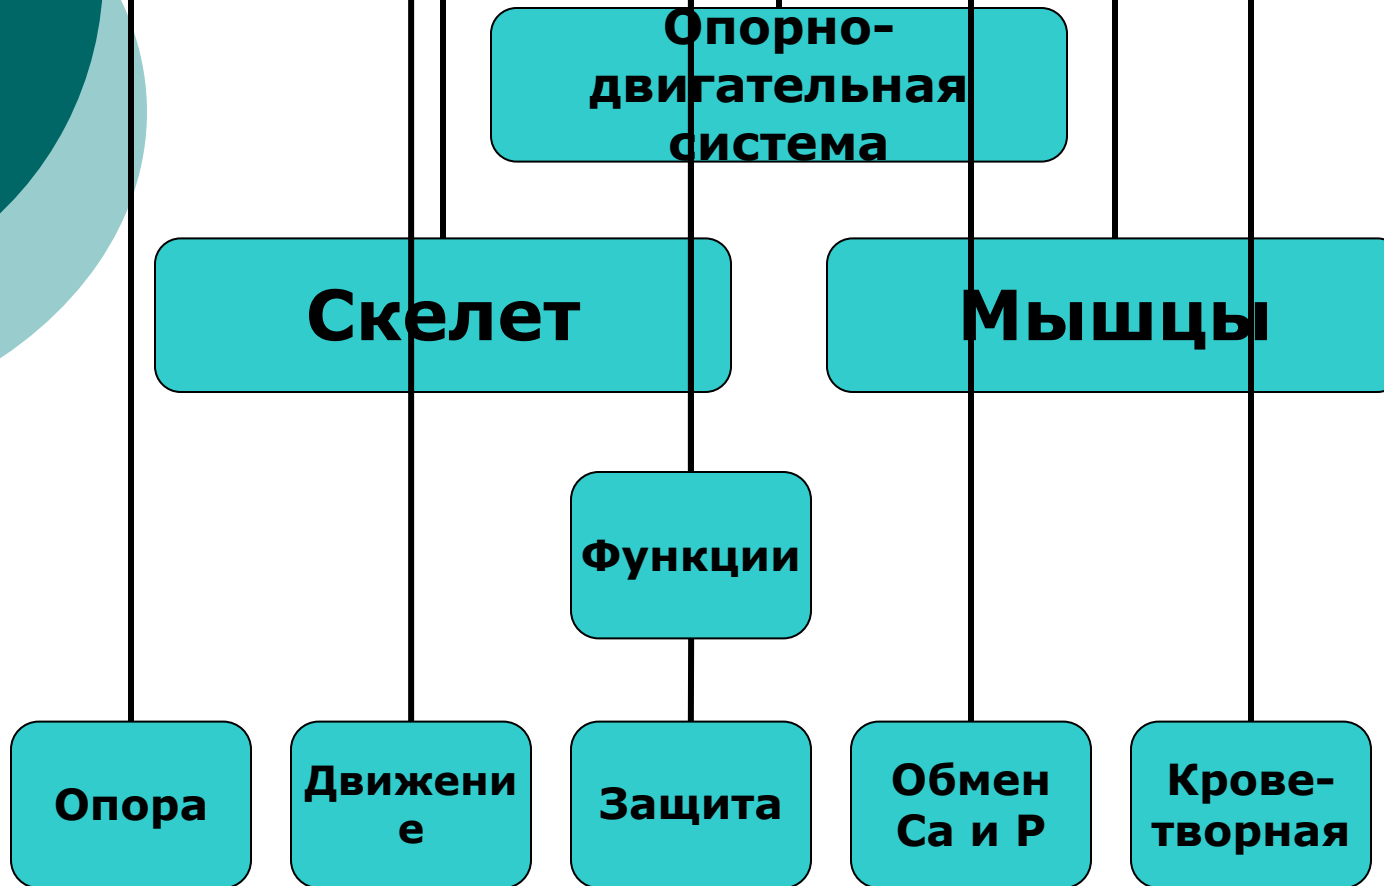 Опорно-
двигательная
система
Скелет
Мышцы
Функции
Опора
Движени
е
Защита
Обмен
Са и Р
Крове-
творная